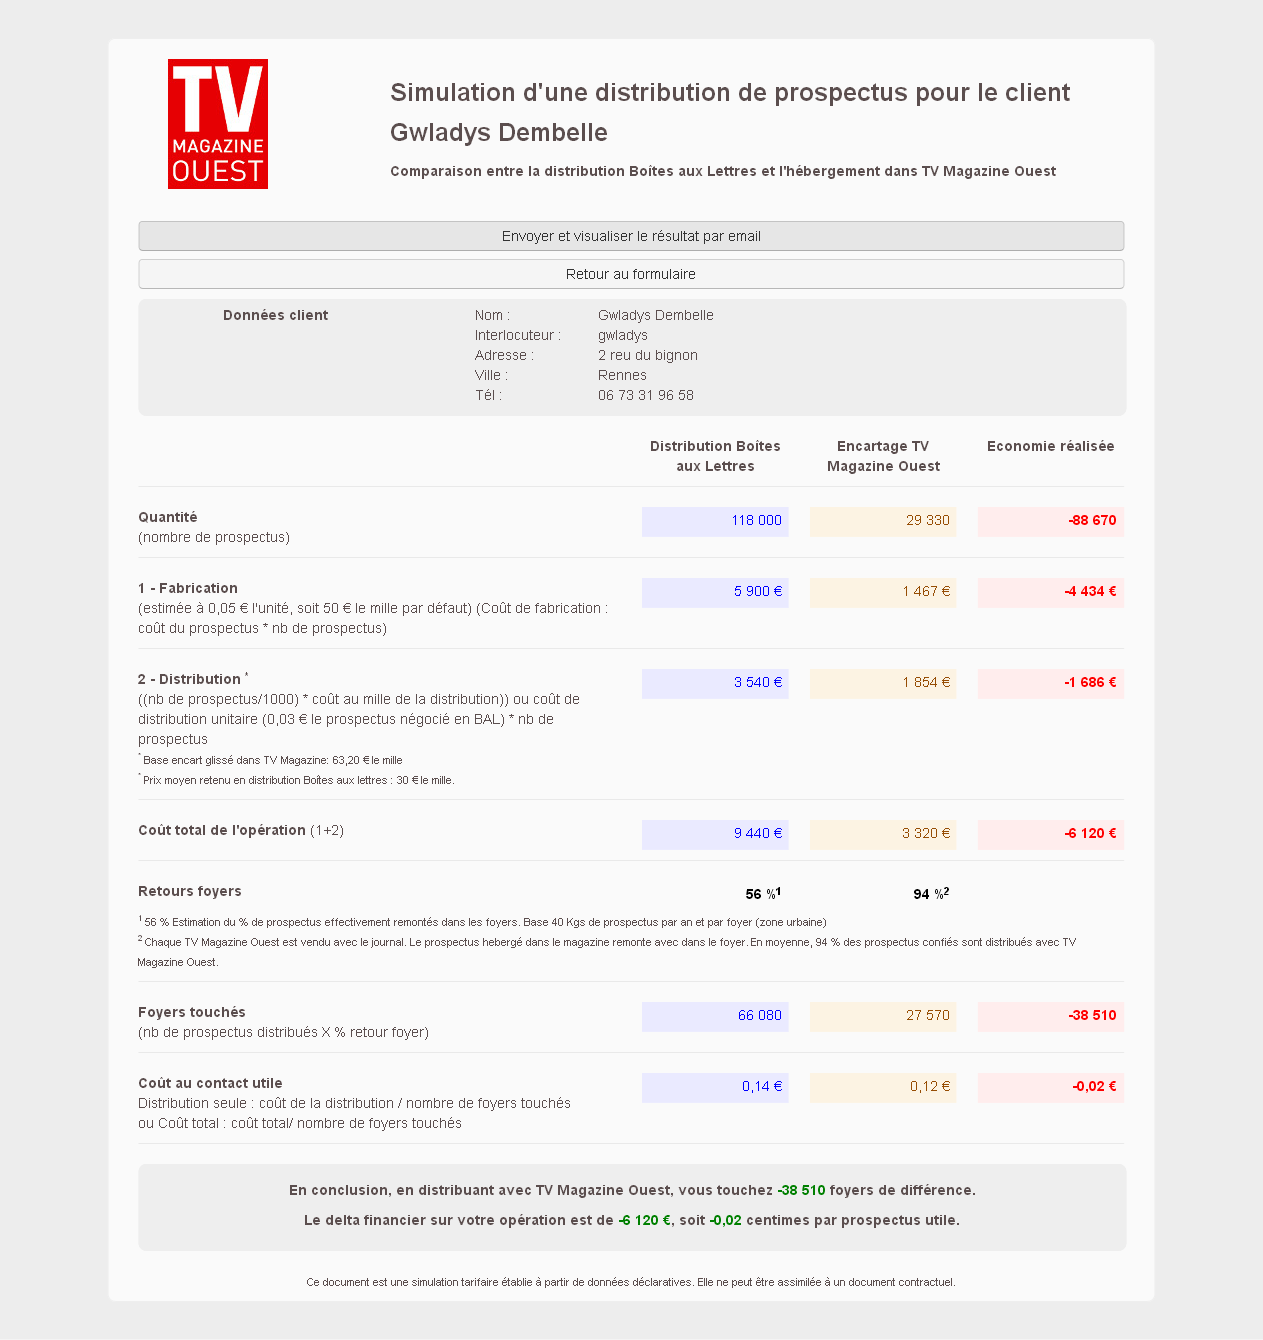 TV
MAGAZINE
OUEST
Simulation d'une distribution de prospectus pour le client
Gwladys Dembelle
Comparaison entre la distribution Boîtes aux Lettres et l'hébergement dans TV Magazine Ouest
Envoyer et visualiser le résultat par email
Retour au formulaire
Données client
Nom : Gwladys Dembelle
Interlocuteur : gwladys
Adresse : 2 reu du bignon
Ville : Rennes
Tél : 06 73 31 96 58
Distribution Boîtes aux Lettres
Encartage TV Magazine Ouest
Economie réalisée
Quantité 118 000 29 330 -88 670
(nombre de prospectus)
1 - Fabrication 5 900 € 1 467 € -4 434 €
(estimée à 0,05 € l'unité, soit 50 € le mille par défaut) (Coût de fabrication :
coût du prospectus * nb de prospectus)
2 - Distribution * 3 540 € 1 854 € -1 686 €
((nb de prospectus/1000) * coût au mille de la distribution)) ou coût de
distribution unitaire (0,03 € le prospectus négocié en BAL) * nb de
prospectus
* Base encart glissé dans TV Magazine: 63,20 € le mille
* Prix moyen retenu en distribution Boîtes aux lettres : 30 € le mille.
Coût total de l'opération (1+2) 9 440 € 3 320 € -6 120 €
Retours foyers 56 %1 94 %2
1 56 % Estimation du % de prospectus effectivement remontés dans les foyers. Base 40 Kgs de prospectus par an et par foyer (zone urbaine)
2 Chaque TV Magazine Ouest est vendu avec le journal. Le prospectus hebergé dans le magazine remonte avec dans le foyer. En moyenne, 94 % des prospectus confiés sont distribués avec TV
Magazine Ouest.
Foyers touchés 66 080 27 570 -38 510
(nb de prospectus distribués X % retour foyer)
Coût au contact utile 0,14 € 0,12 € -0,02 €
Distribution seule : coût de la distribution / nombre de foyers touchés
ou Coût total : coût total/ nombre de foyers touchés
En conclusion, en distribuant avec TV Magazine Ouest, vous touchez -38 510 foyers de différence.
Le delta financier sur votre opération est de -6 120 €, soit -0,02 centimes par prospectus utile.
Ce document est une simulation tarifaire établie à partir de données déclaratives. Elle ne peut être assimilée à un document contractuel.